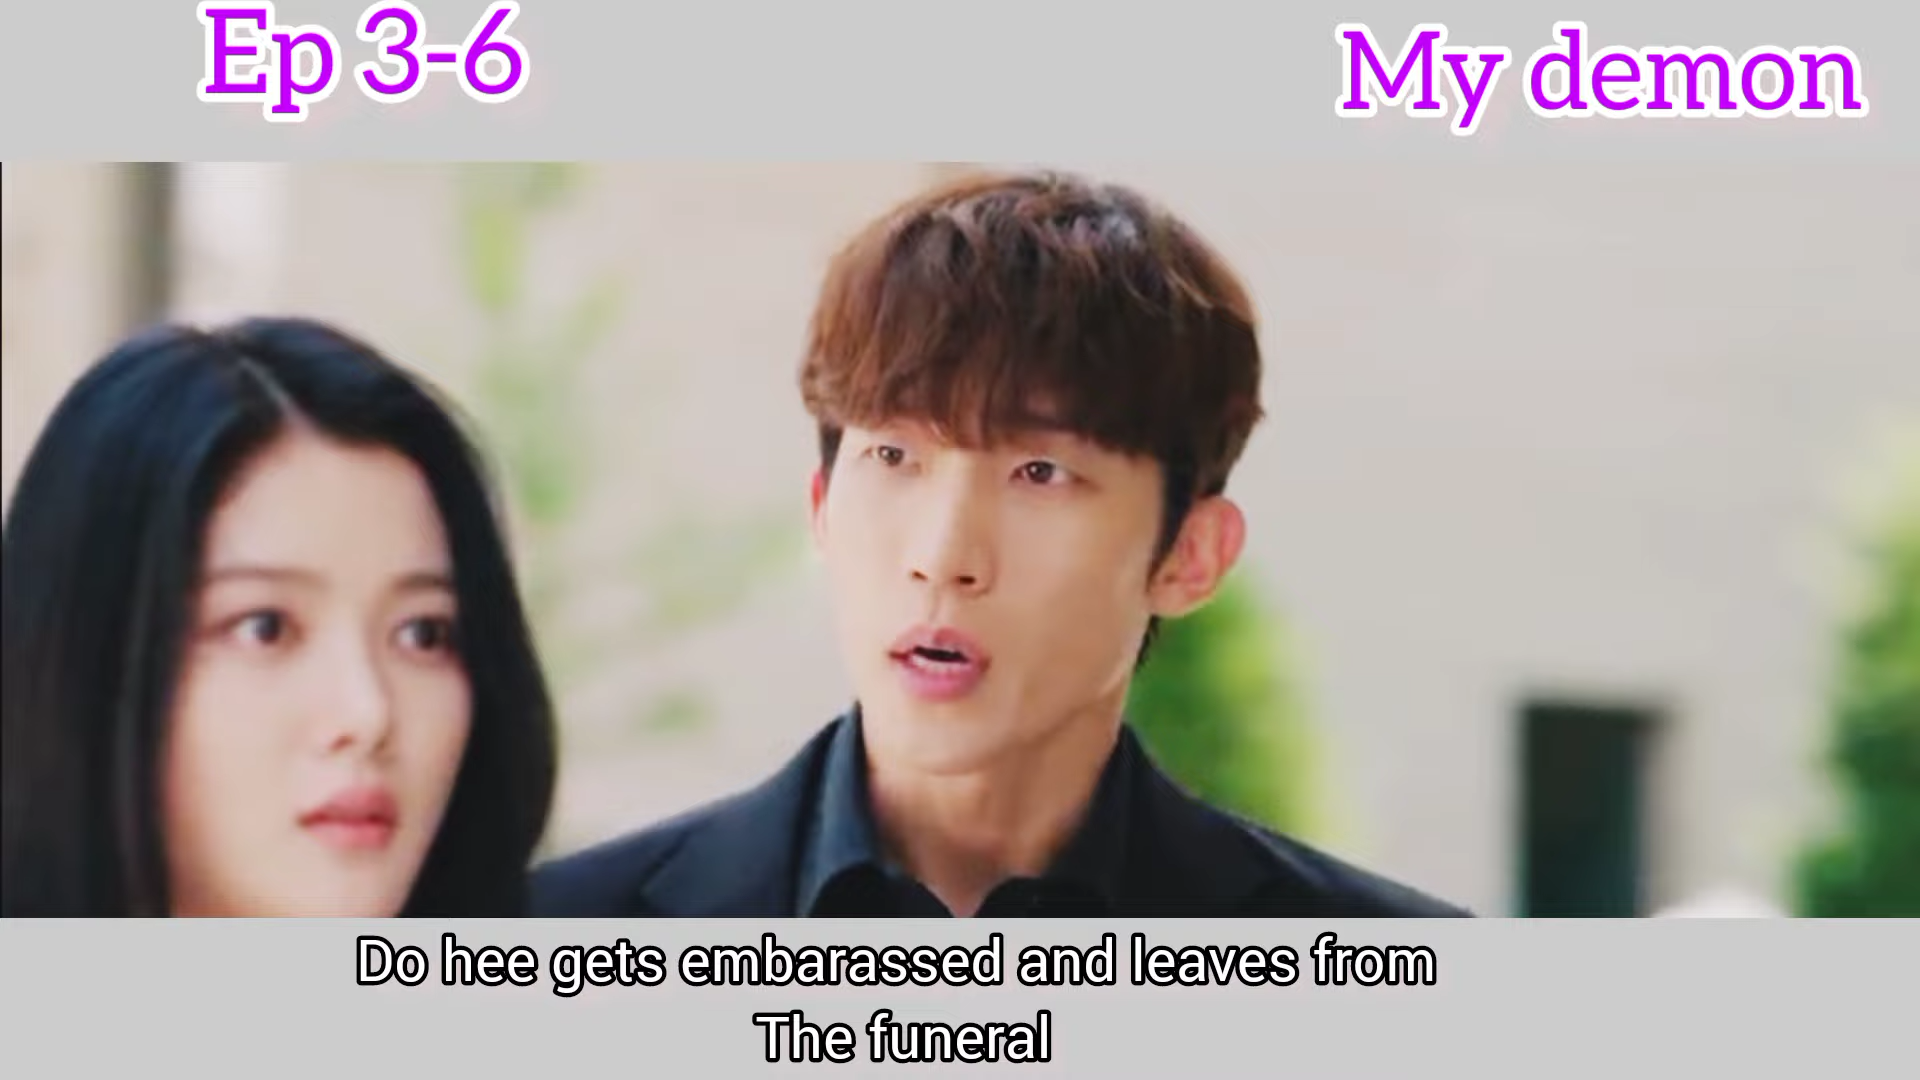 Ep 3-6
My demon
Do hee gets embarassed and leaves from
The funeral